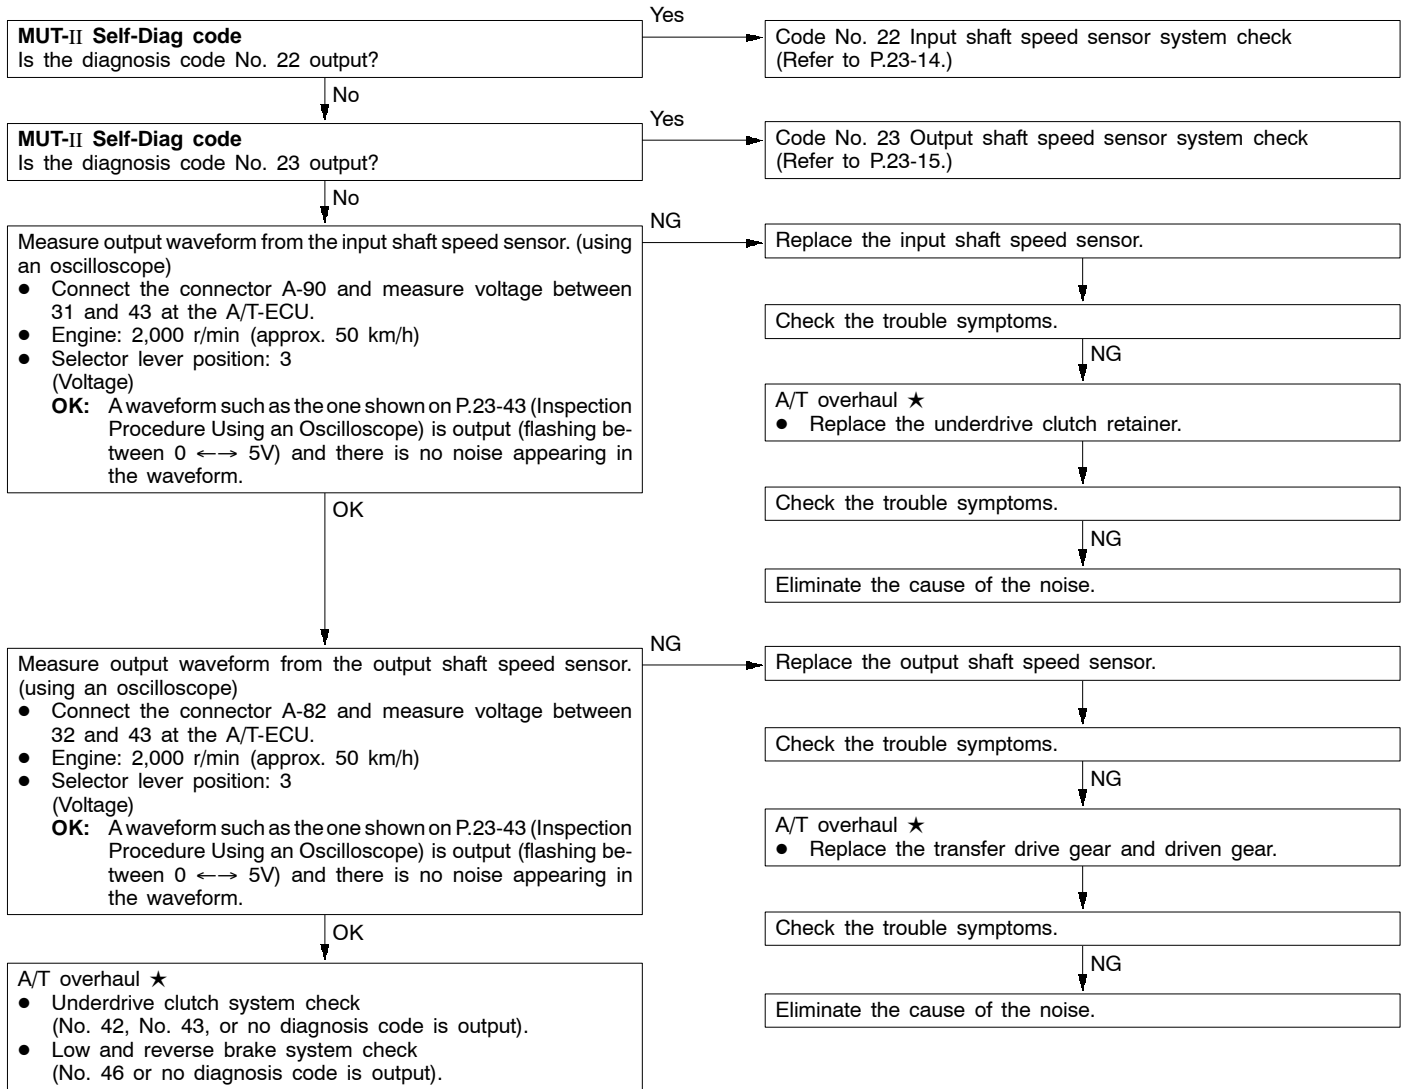 MUT-II Self-Diag code
Is the diagnosis code No. 22 output?
Yes
Code No. 22 Input shaft speed sensor system check
(Refer to P.23-14.)
No
MUT-II Self-Diag code
Is the diagnosis code No. 23 output?
Yes
Code No. 23 Output shaft speed sensor system check
(Refer to P.23-15.)
No
Measure output waveform from the input shaft speed sensor. (using
an oscilloscope)
● Connect the connector A-90 and measure voltage between
31 and 43 at the A/T-ECU.
● Engine: 2,000 r/min (approx. 50 km/h)
● Selector lever position: 3
(Voltage)
OK: A waveform such as the one shown on P.23-43 (Inspection
Procedure Using an Oscilloscope) is output (flashing be-
tween 0 ←→ 5V) and there is no noise appearing in
the waveform.
NG
Replace the input shaft speed sensor.
Check the trouble symptoms.
NG
A/T overhaul ★
● Replace the underdrive clutch retainer.
Check the trouble symptoms.
NG
Eliminate the cause of the noise.
OK
Measure output waveform from the output shaft speed sensor.
(using an oscilloscope)
● Connect the connector A-82 and measure voltage between
32 and 43 at the A/T-ECU.
● Engine: 2,000 r/min (approx. 50 km/h)
● Selector lever position: 3
(Voltage)
OK: A waveform such as the one shown on P.23-43 (Inspection
Procedure Using an Oscilloscope) is output (flashing be-
tween 0 ←→ 5V) and there is no noise appearing in
the waveform.
NG
Replace the output shaft speed sensor.
Check the trouble symptoms.
NG
A/T overhaul ★
● Replace the transfer drive gear and driven gear.
Check the trouble symptoms.
NG
Eliminate the cause of the noise.
OK
A/T overhaul ★
● Underdrive clutch system check
(No. 42, No. 43, or no diagnosis code is output).
● Low and reverse brake system check
(No. 46 or no diagnosis code is output).